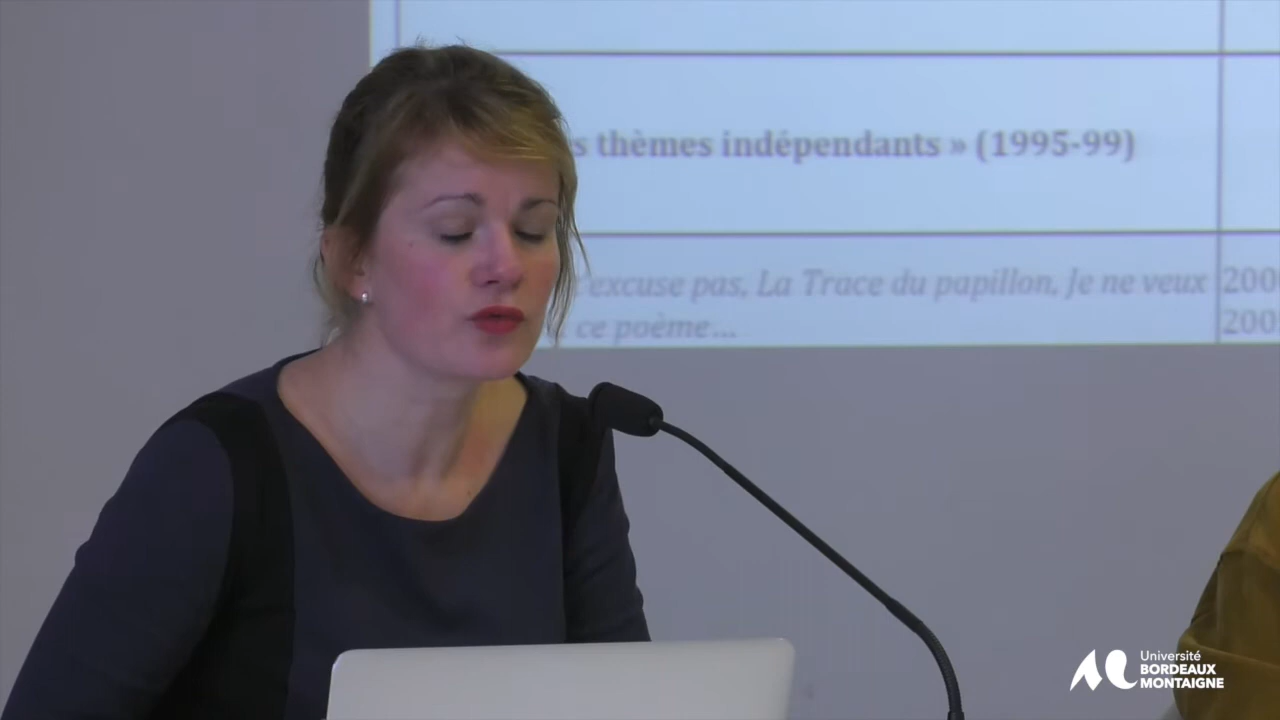 s thèmes indépendants » (1995-99)
t'excuse pas, La Trace du papillon, Je ne veux 200
ce poème... 200
Université
BORDEAUX
MONTAIGNE